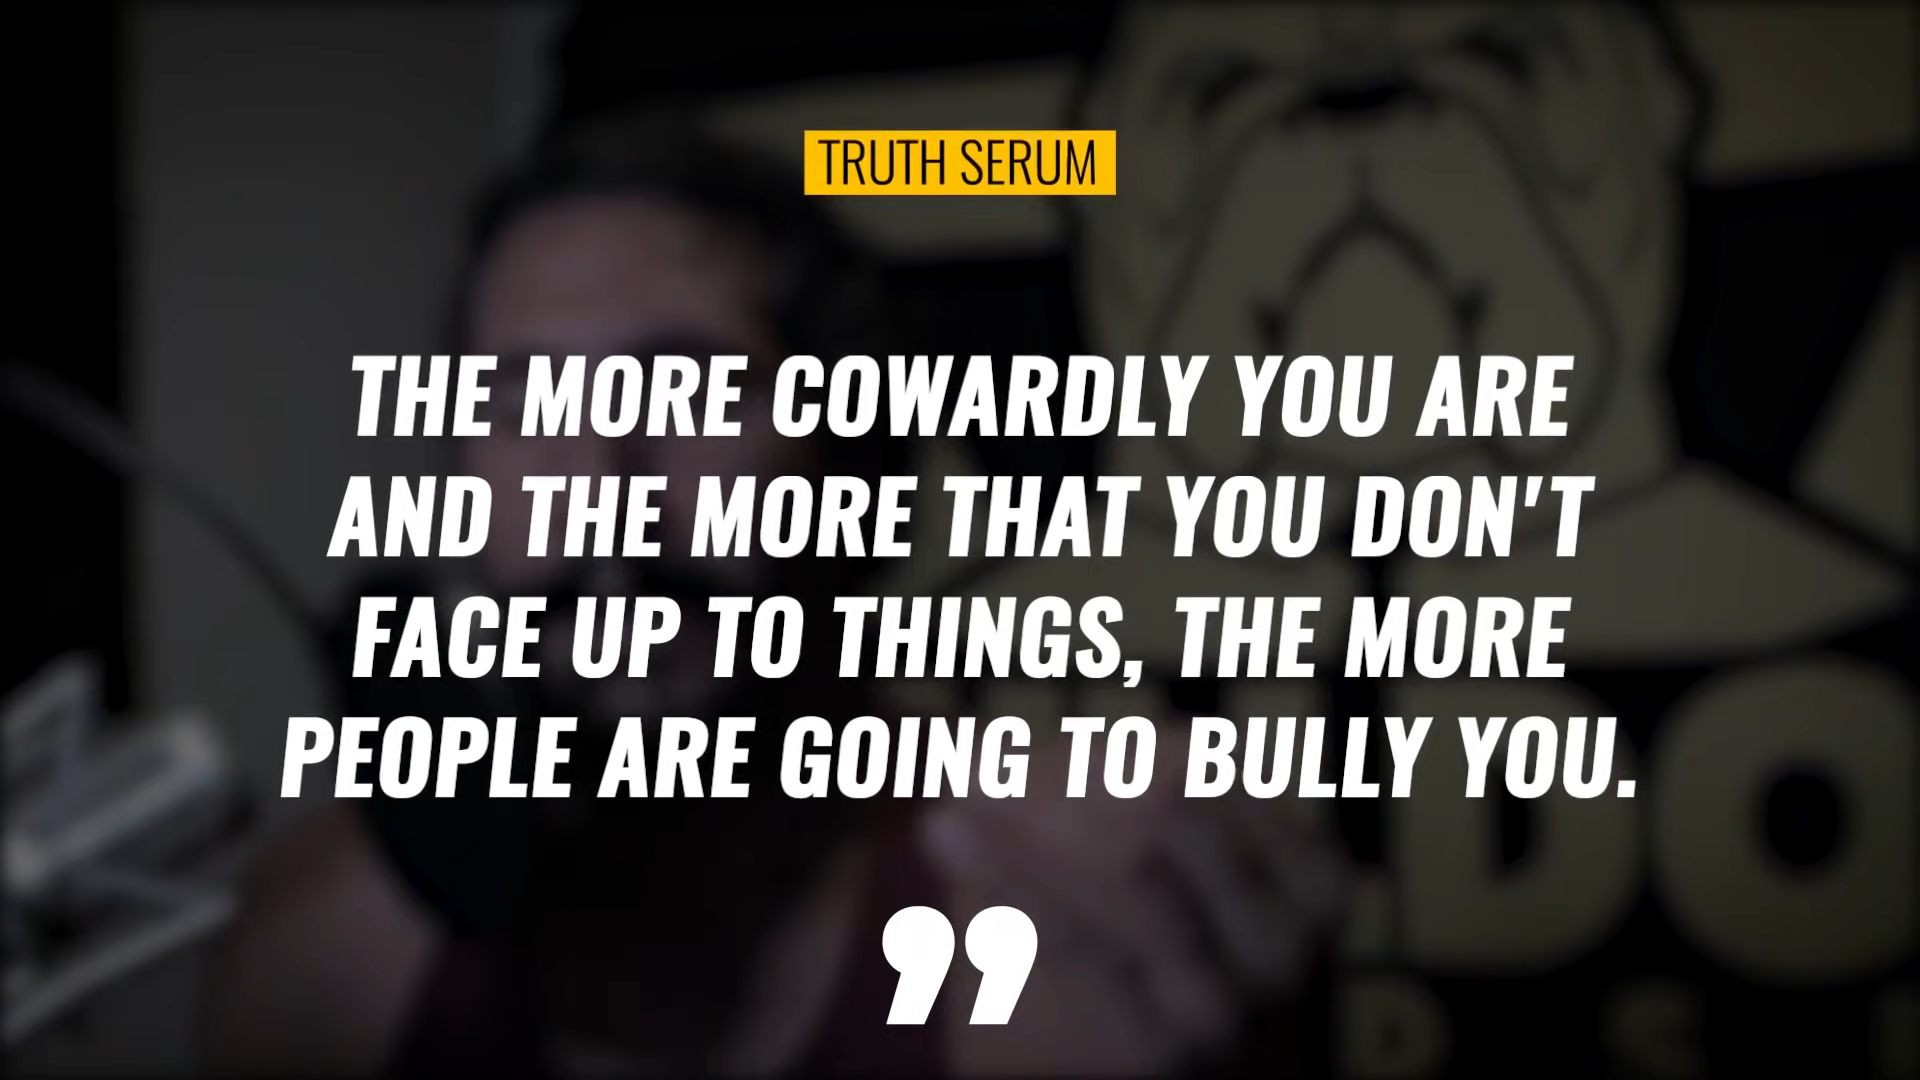 TRUTH SERUM
THE MORE COWARDLY YOU ARE
AND THE MORE THAT YOU DON'T
FACE UP TO THINGS, THE MORE
PEOPLE ARE GOING TO BULLY YOU.
”